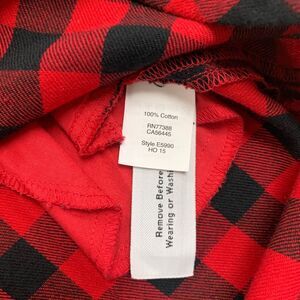 100% Cotton
RN77388
CA56445
Style.E5990
HO 15
Remove Before
Wearing or Washi